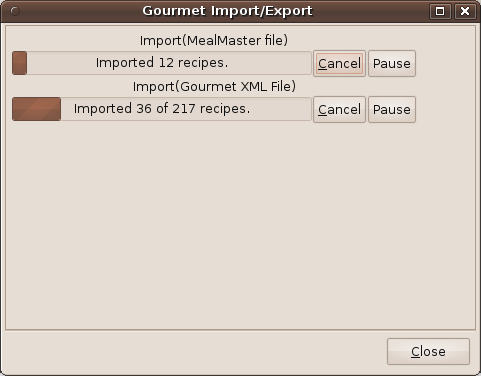 Gourmet Import/Export
Import(MealMaster file)
Imported 12 recipes. Cancel Pause
Import(Gourmet XML File)
Imported 36 of 217 recipes. Cancel Pause
Close